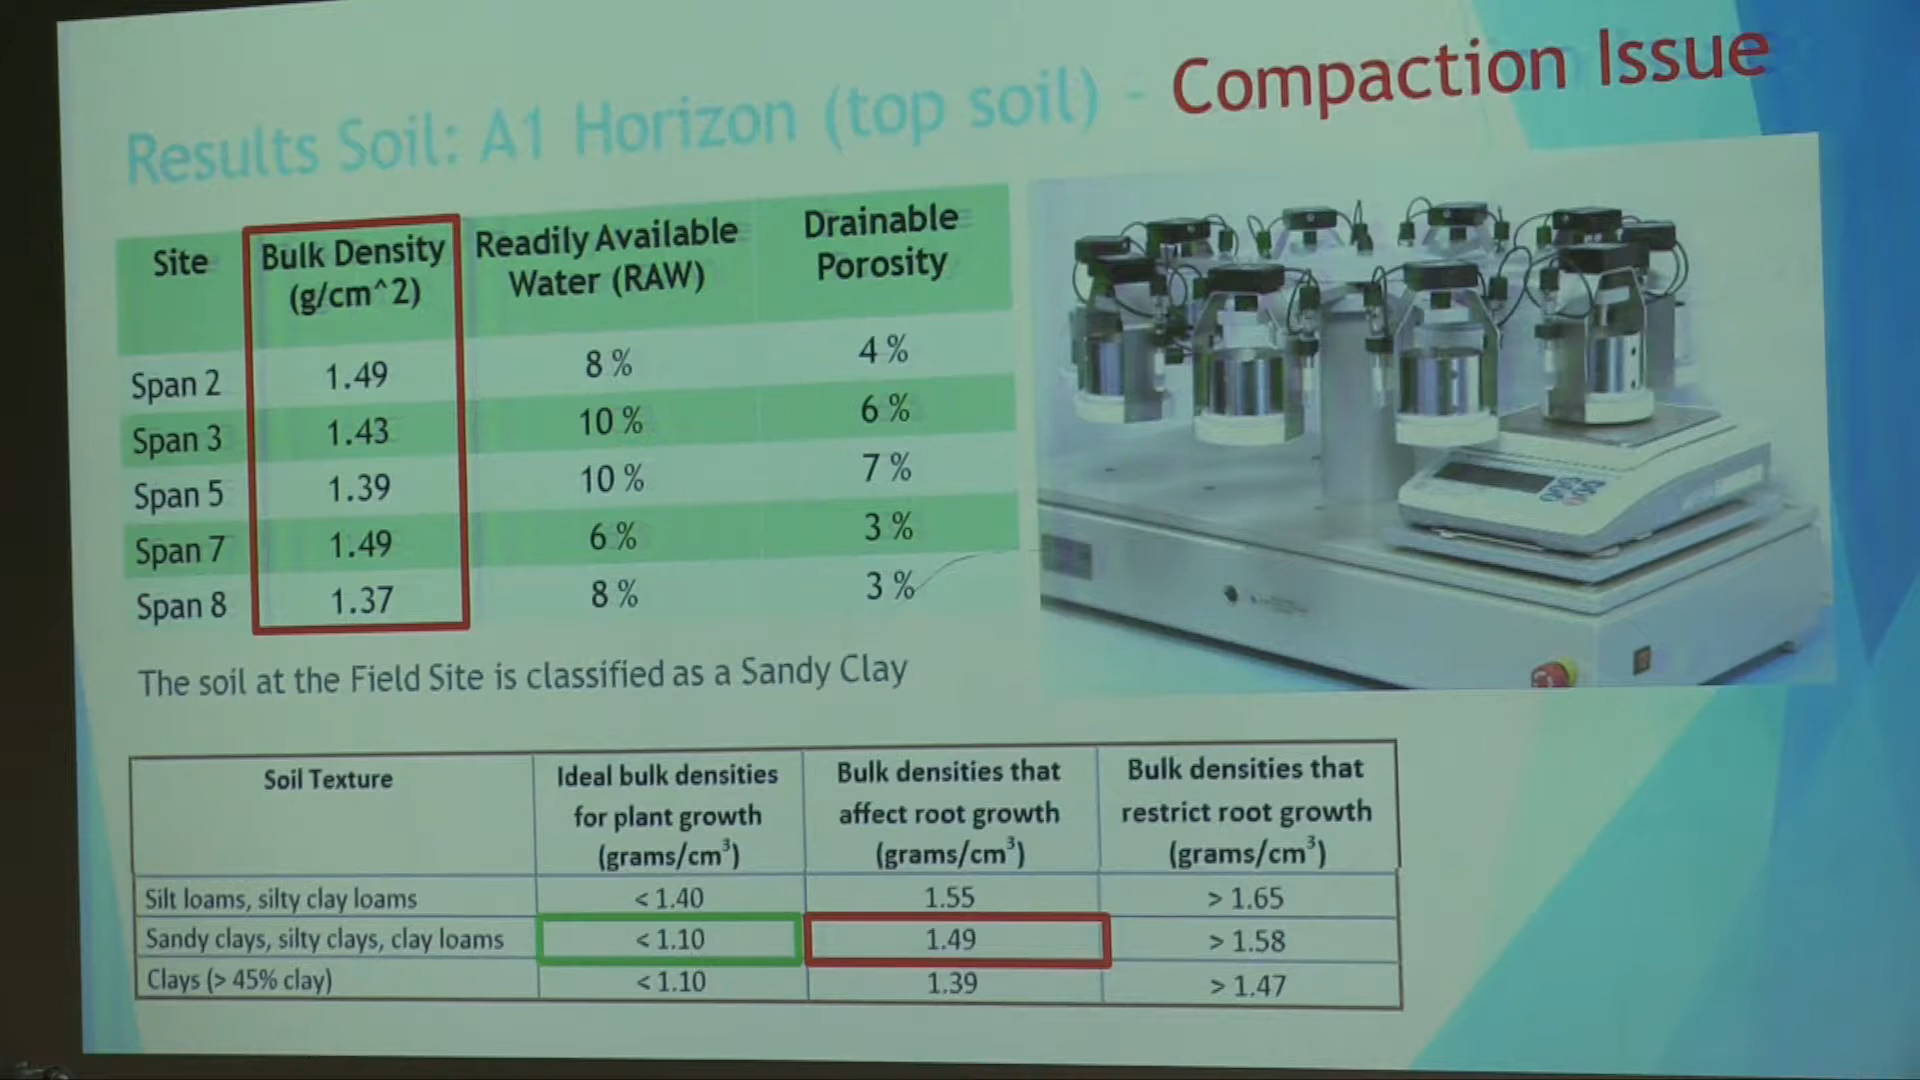 Results Soil: A1 Horizon (top soil) - Compaction Issue
Site Bulk Density (g/cm^2) Readily Available Water (RAW) Drainable Porosity
Span 2 1.49 8 % 4 %
Span 3 1.43 10 % 6 %
Span 5 1.39 10 % 7 %
Span 7 1.49 6 % 3 %
Span 8 1.37 8 % 3 %
The soil at the Field Site is classified as a Sandy Clay
Soil Texture Ideal bulk densities for plant growth (grams/cm³) Bulk densities that affect root growth (grams/cm³) Bulk densities that restrict root growth (grams/cm³)
Silt loams, silty clay loams < 1.40 1.55 > 1.65
Sandy clays, silty clays, clay loams < 1.10 1.49 > 1.58
Clays (> 45% clay) < 1.10 1.39 > 1.47